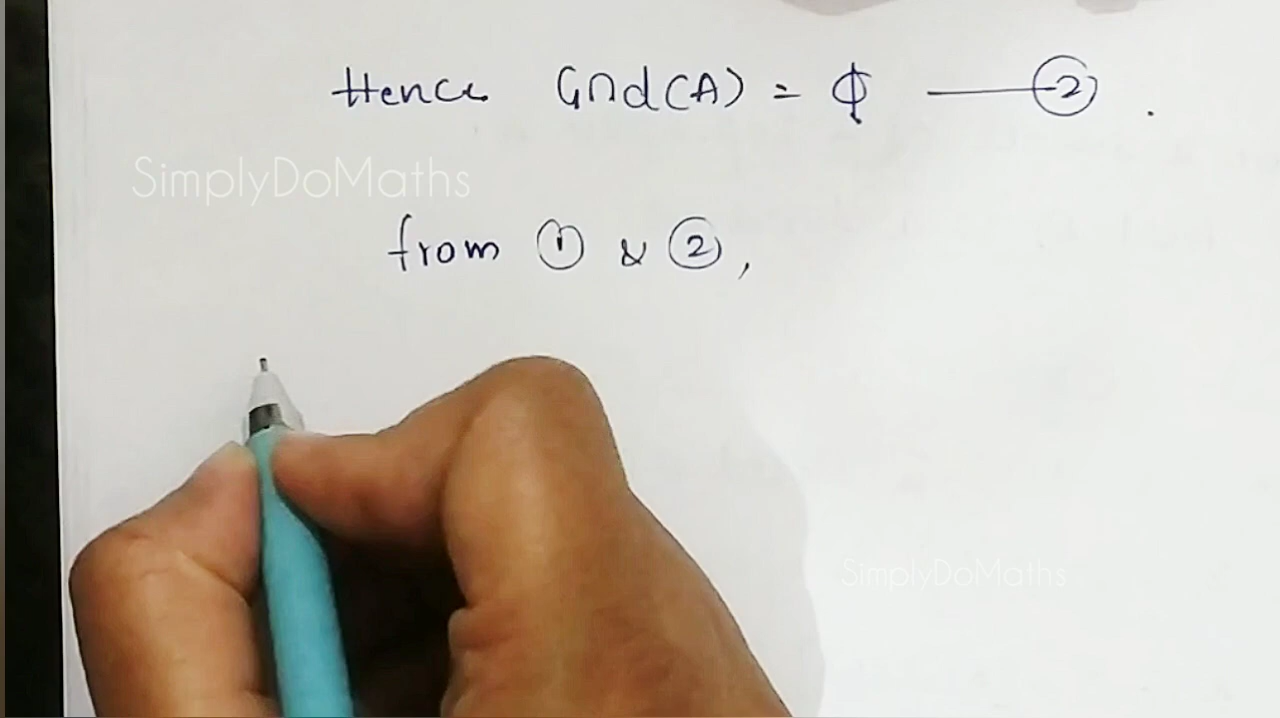 Hence G∩d(A) = ϕ —— ②.
SimplyDoMaths
from ① & ②,
SimplyDoMaths